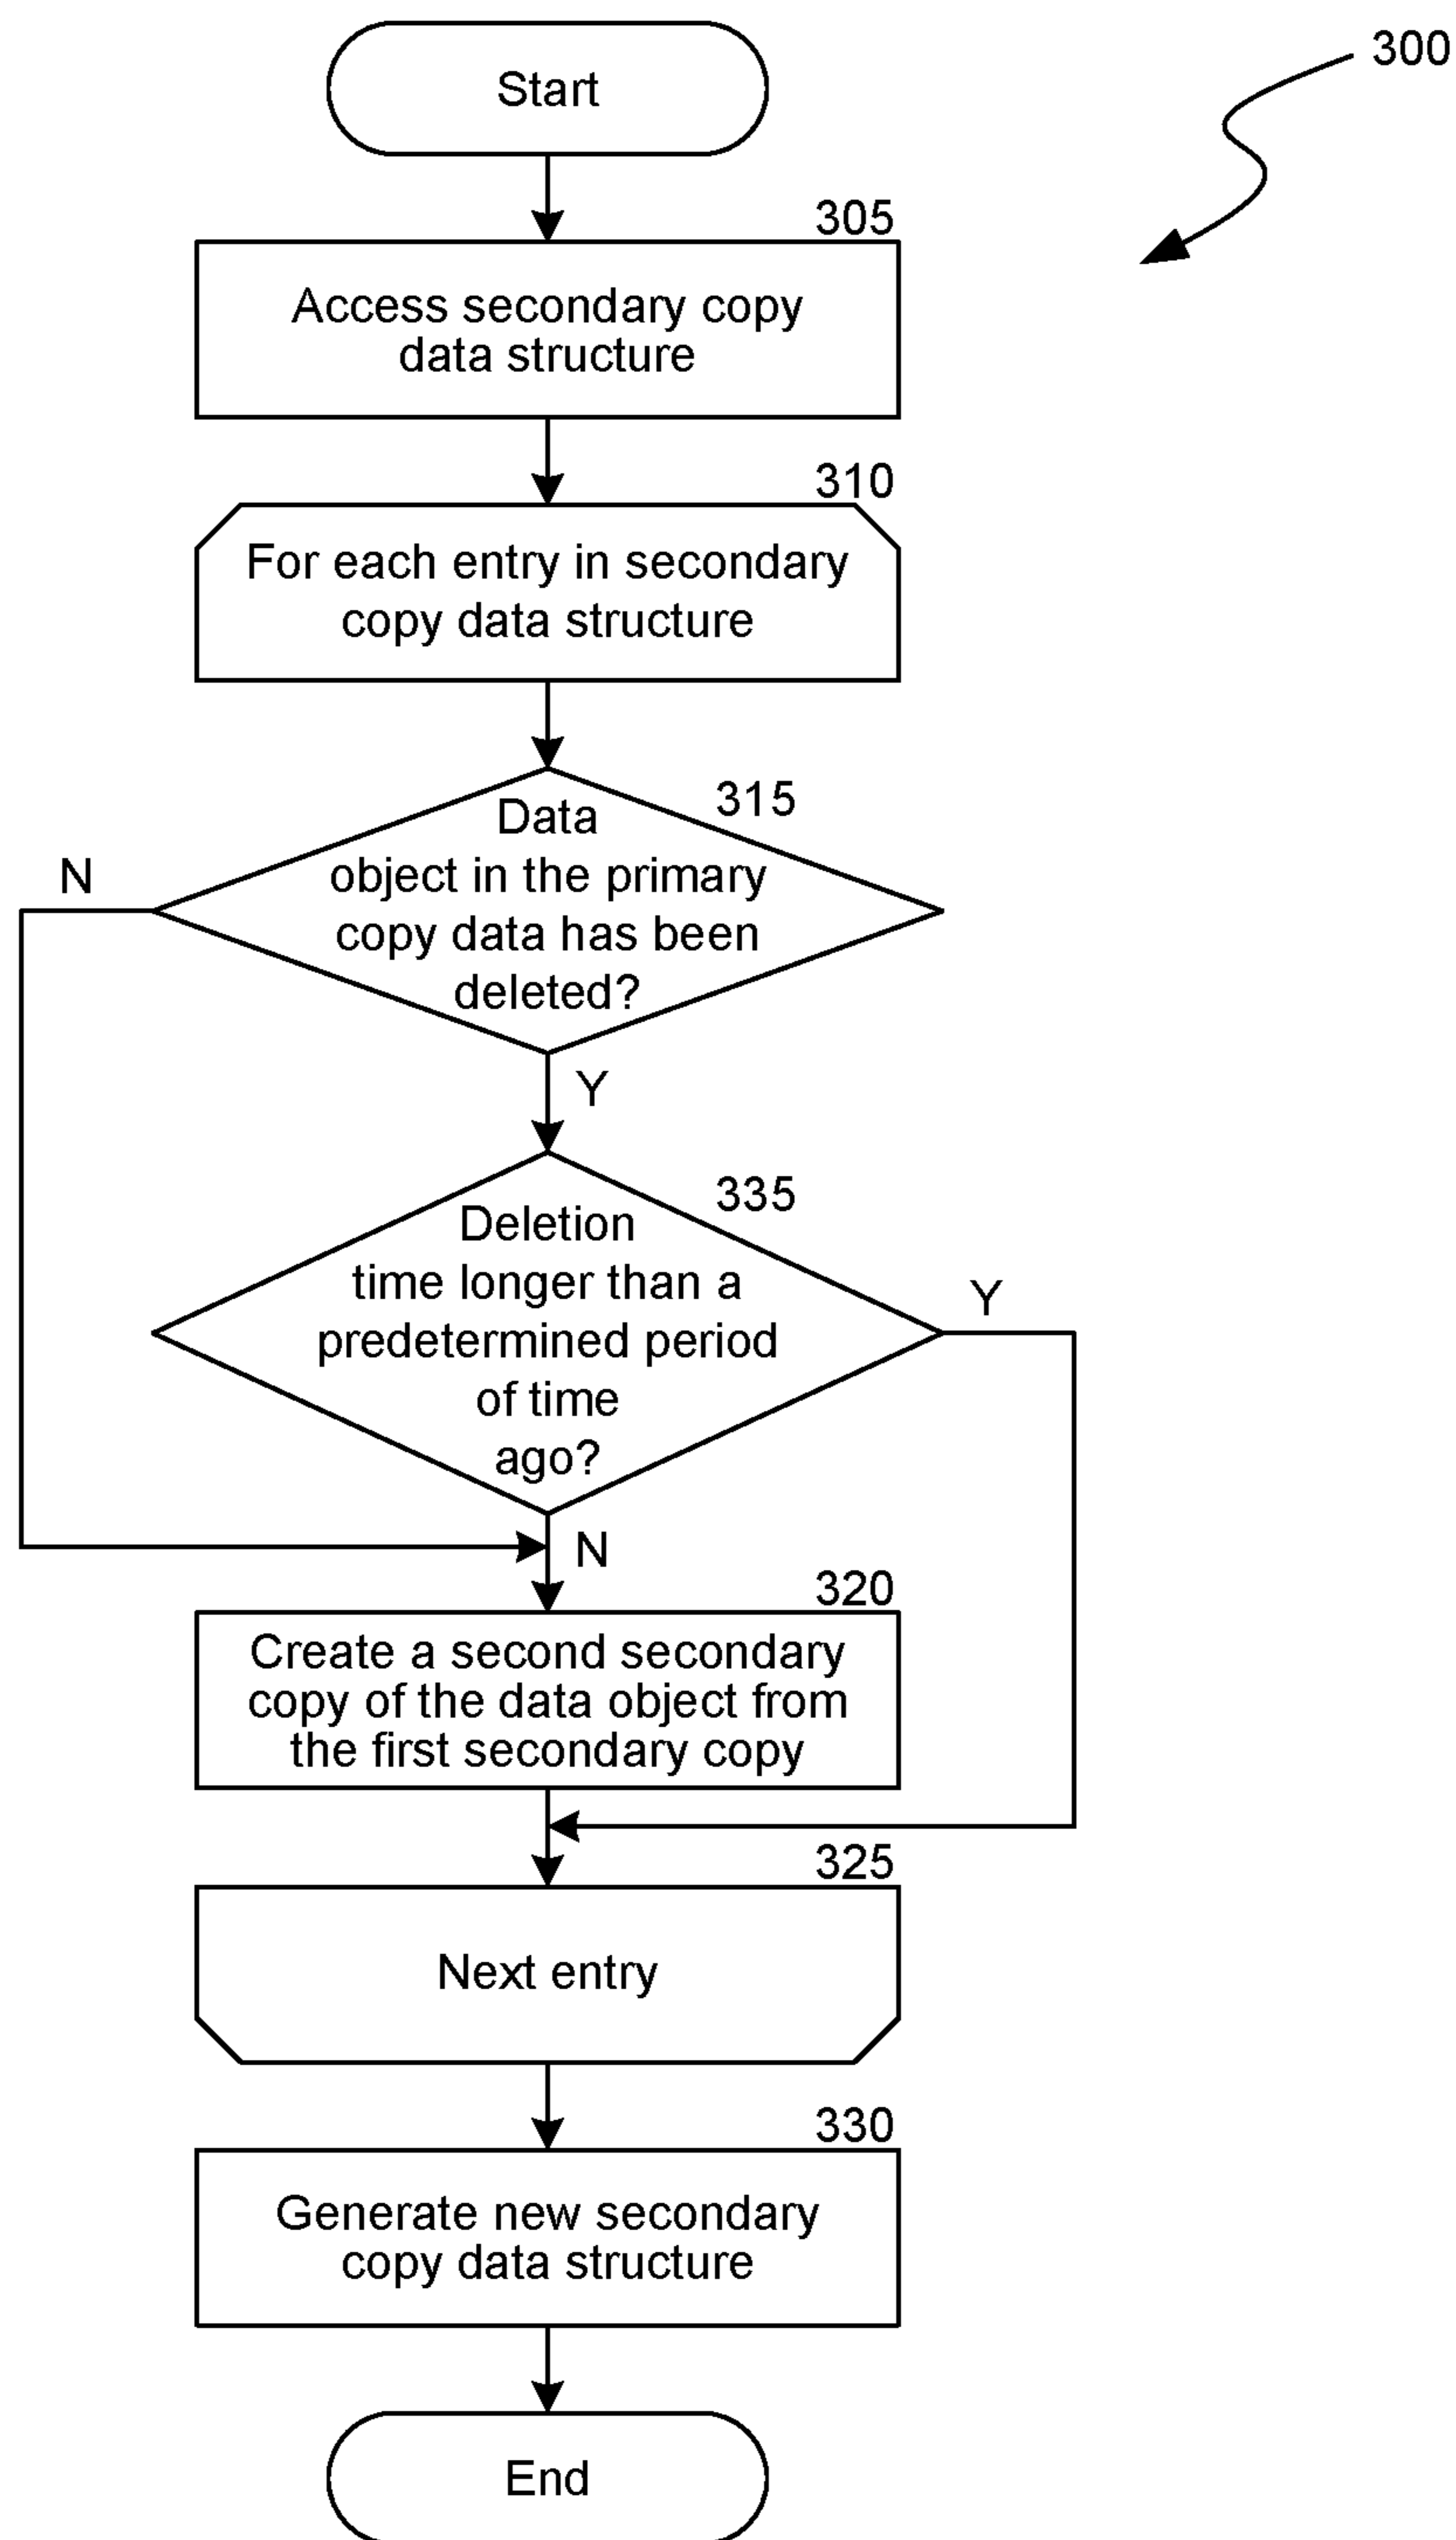 300
Start
305
Access secondary copy
data structure
310
For each entry in secondary
copy data structure
315
Data
object in the primary
copy data has been
deleted?
N
Y
335
Deletion
time longer than a
predetermined period
of time
ago?
Y
N
320
Create a second secondary
copy of the data object from
the first secondary copy
325
Next entry
330
Generate new secondary
copy data structure
End